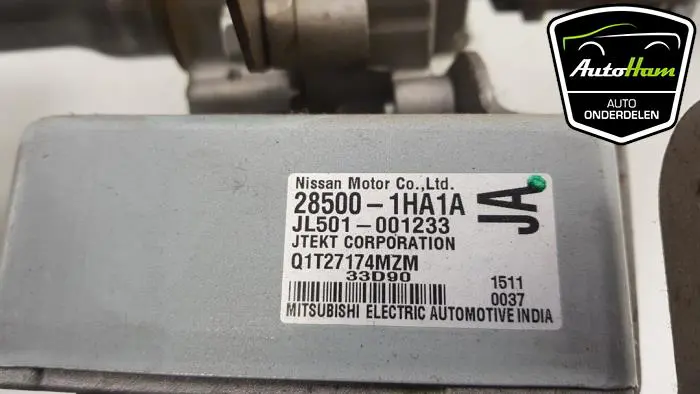 AutoHam
AUTO
ONDERDELEN
Nissan Motor Co.,Ltd.
28500-1HA1A
JL501-001233
JTEKT CORPORATION
Q1T27174MZM
33D90
JA
1511
0037
MITSUBISHI ELECTRIC AUTOMOTIVE INDIA